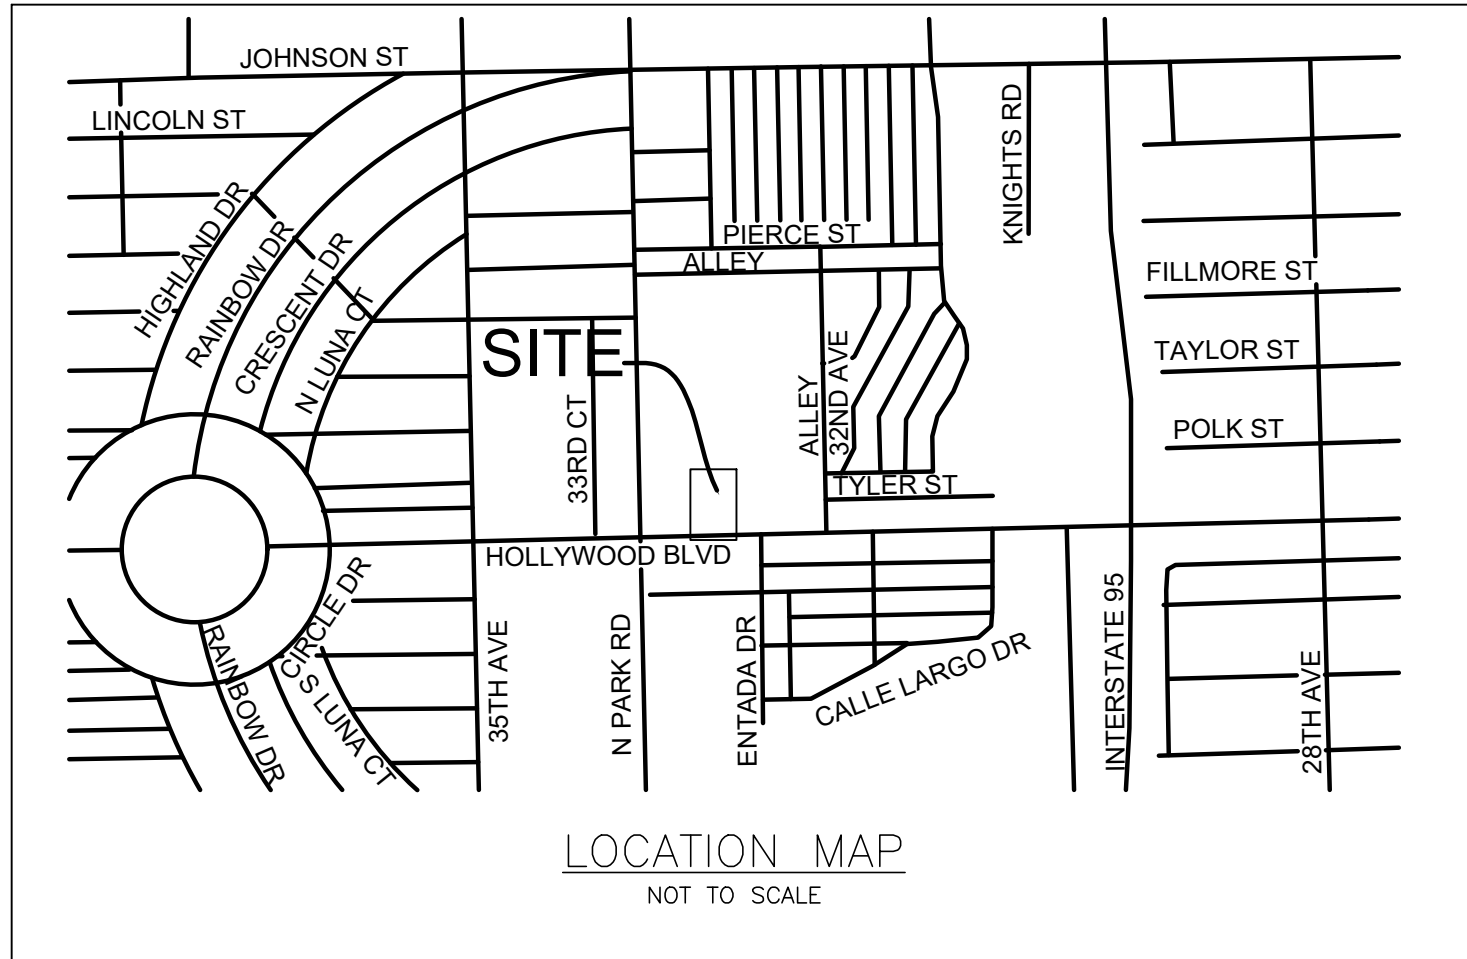 JOHNSON ST
LINCOLN ST
KNIGHTS RD
HIGHLAND DR
RAINBOW DR
CRESCENT DR
N LUNA CT
PIERCE ST
ALLEY
FILLMORE ST
SITE
TAYLOR ST
33RD CT
ALLEY
32ND AVE
POLK ST
TYLER ST
HOLLYWOOD BLVD
CIRCLE DR
RAINBOW DR
S LUNA CT
35TH AVE
N PARK RD
ENTADA DR
CALLE LARGO DR
INTERSTATE 95
28TH AVE
LOCATION MAP
NOT TO SCALE